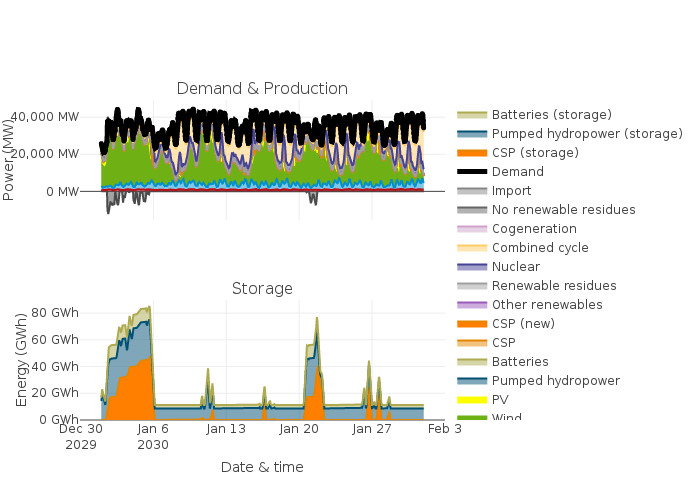 Demand & Production
40,000 MW
20,000 MW
0 MW
Power (MW)
Storage
80 GWh
60 GWh
40 GWh
20 GWh
0 GWh
Energy (GWh)
Dec 30 Jan 6 Jan 13 Jan 20 Jan 27 Feb 3
2029 2030
Date & time
Batteries (storage)
Pumped hydropower (storage)
CSP (storage)
Demand
Import
No renewable residues
Cogeneration
Combined cycle
Nuclear
Renewable residues
Other renewables
CSP (new)
CSP
Batteries
Pumped hydropower
PV
Wind